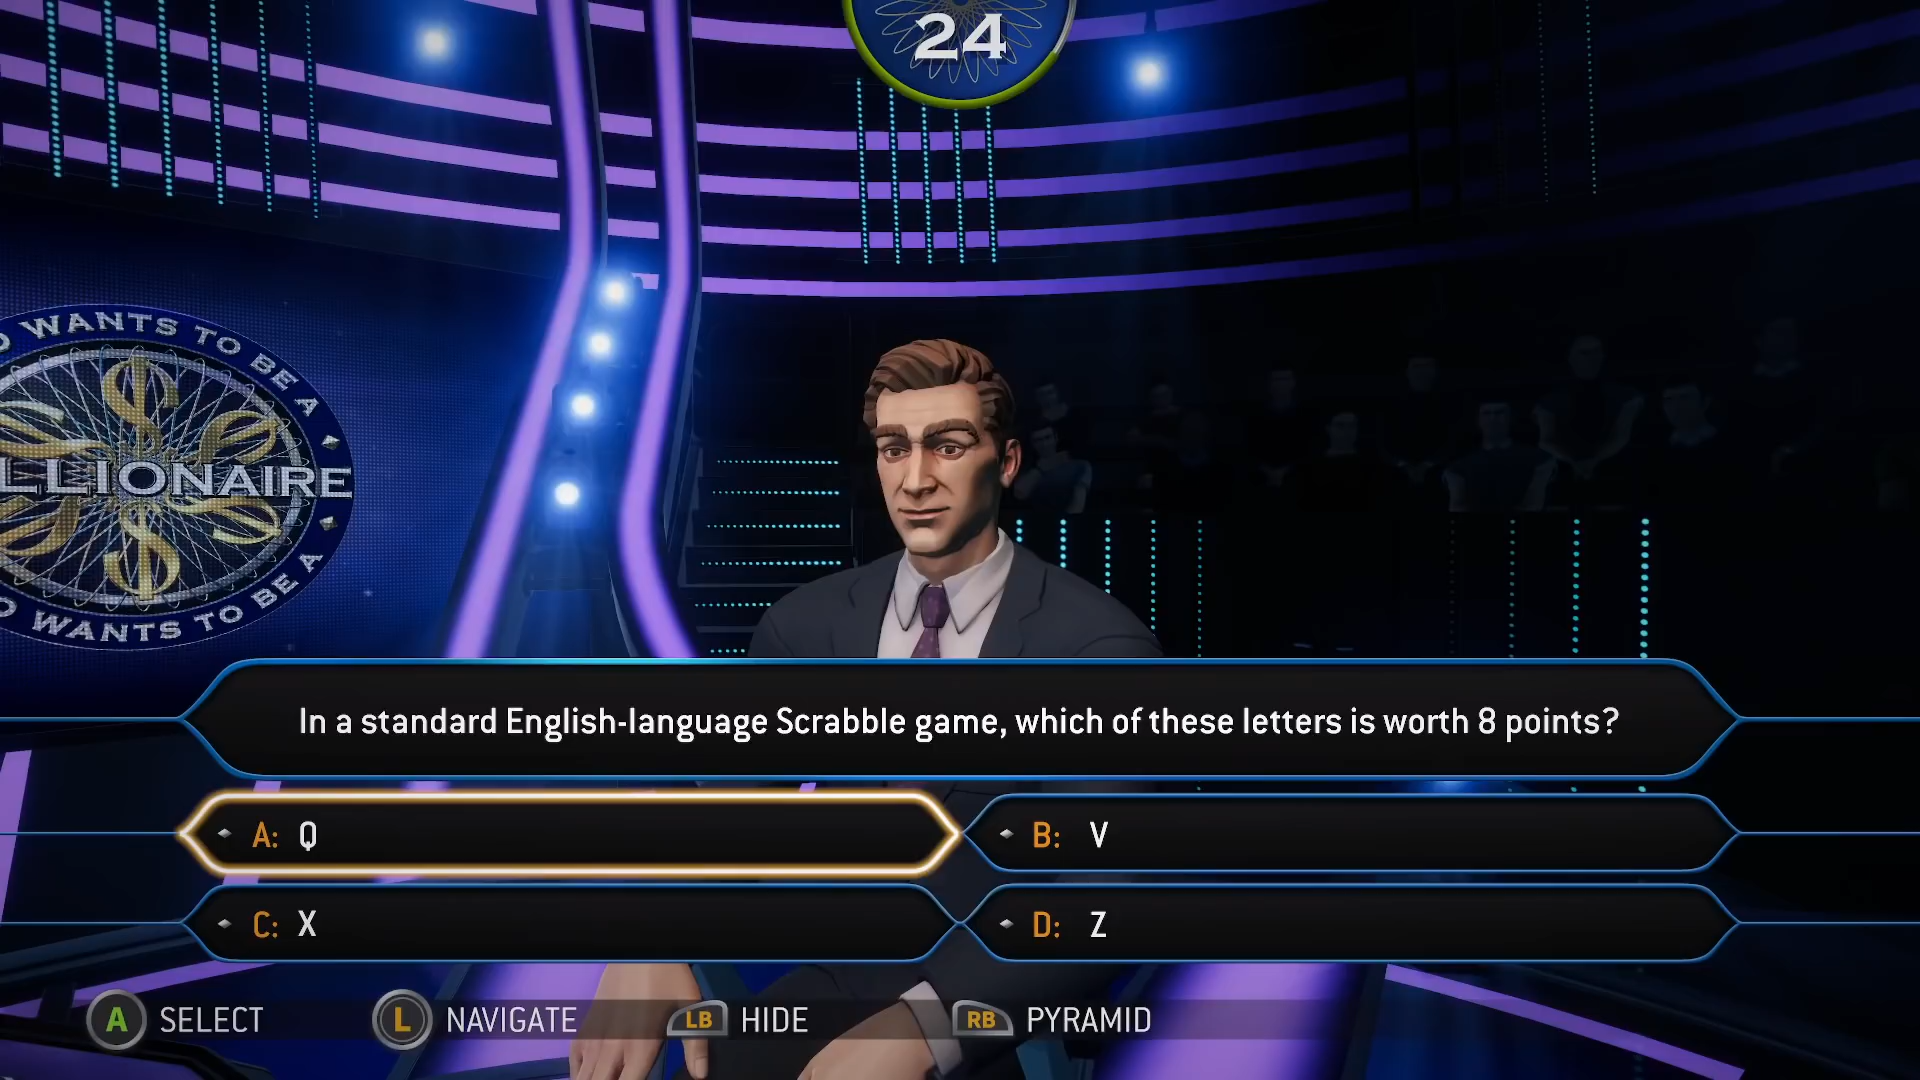 24
WANTS TO BE A
LLIONAIRE
WANTS TO BE A
In a standard English-language Scrabble game, which of these letters is worth 8 points?
A: Q
B: V
C: X
D: Z
A SELECT
L NAVIGATE
LB HIDE
RB PYRAMID